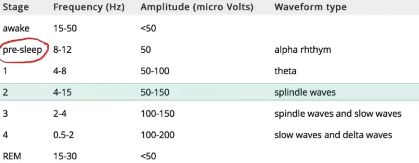 Stage Frequency (Hz) Amplitude (micro Volts) Waveform type
awake 15-50 <50
pre-sleep 8-12 50 alpha rhthym
1 4-8 50-100 theta
2 4-15 50-150 splindle waves
3 2-4 100-150 spindle waves and slow waves
4 0.5-2 100-200 slow waves and delta waves
REM 15-30 <50